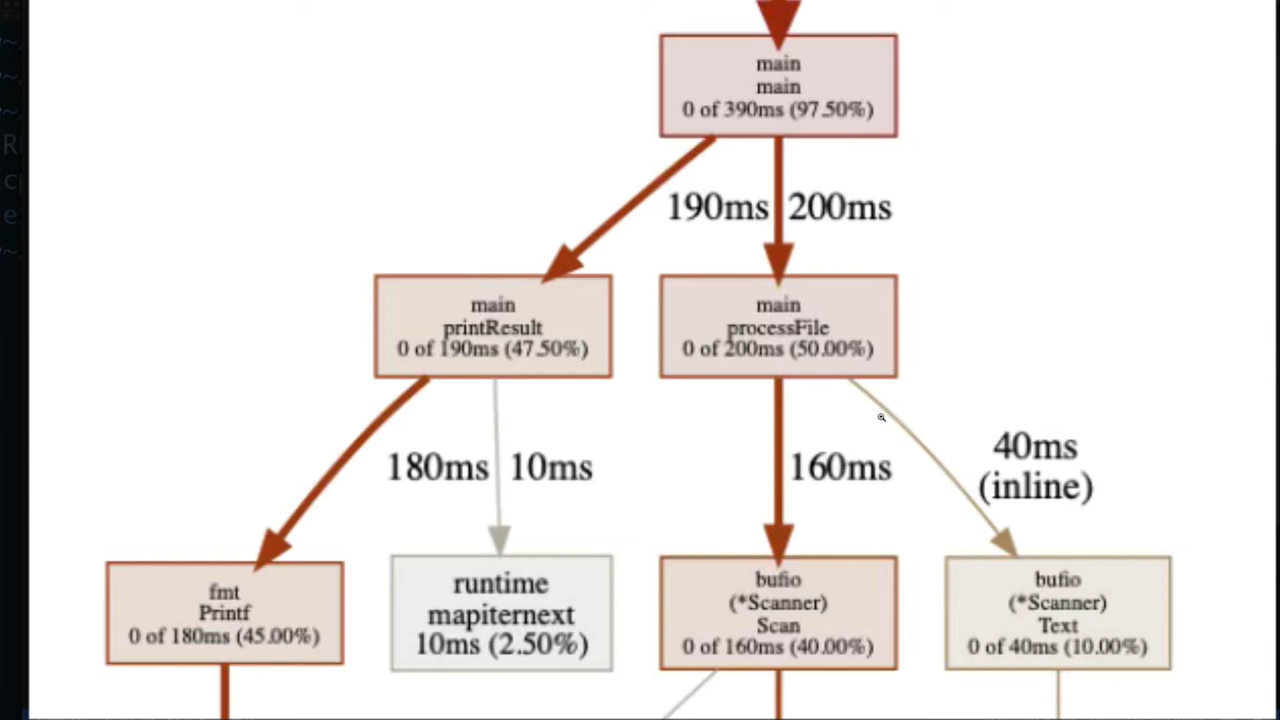 main
main
0 of 390ms (97.50%)
190ms
200ms
main
printResult
0 of 190ms (47.50%)
main
processFile
0 of 200ms (50.00%)
180ms
10ms
160ms
40ms
(inline)
fmt
Printf
0 of 180ms (45.00%)
runtime
mapiternext
10ms (2.50%)
bufio
(*Scanner)
Scan
0 of 160ms (40.00%)
bufio
(*Scanner)
Text
0 of 40ms (10.00%)